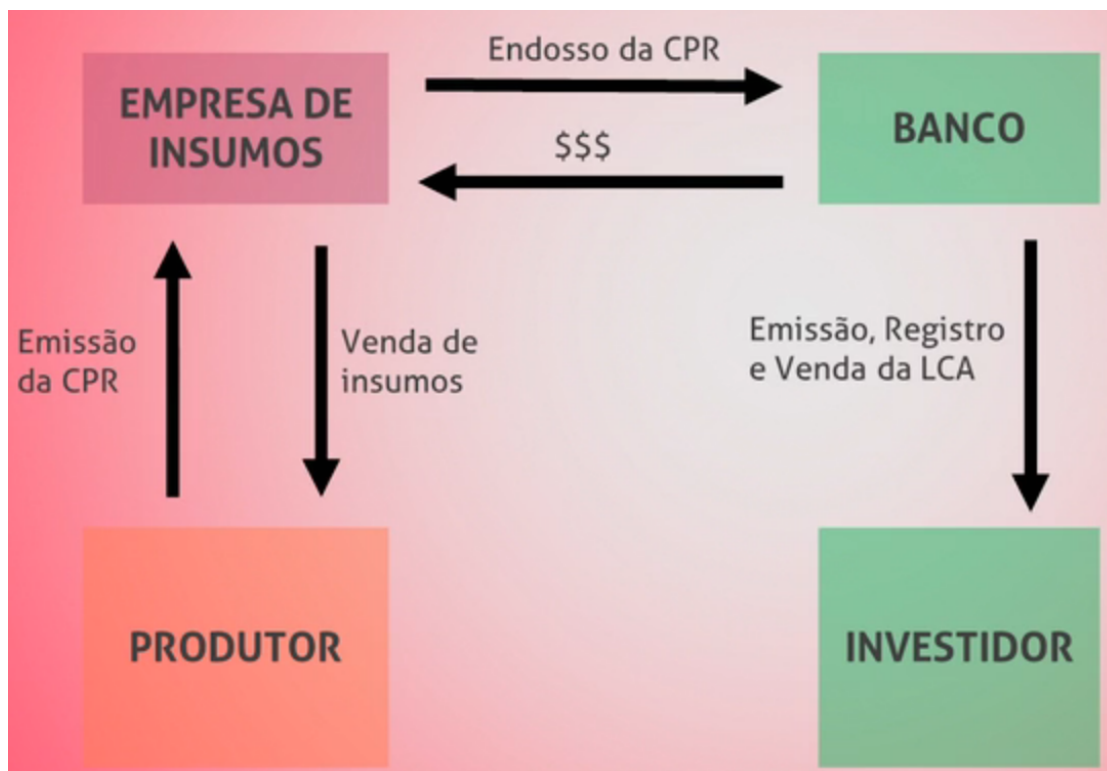 Endosso da CPR
EMPRESA DE
INSUMOS
BANCO
$$$
Emissão
da CPR
Venda de
insumos
Emissão, Registro
e Venda da LCA
PRODUTOR
INVESTIDOR